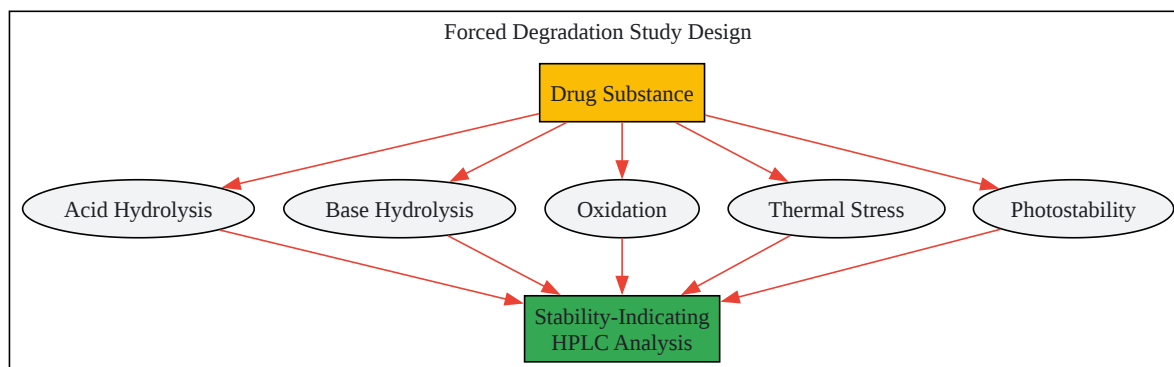 Forced Degradation Study Design
Drug Substance
Acid Hydrolysis
Base Hydrolysis
Oxidation
Thermal Stress
Photostability
Stability-Indicating
HPLC Analysis